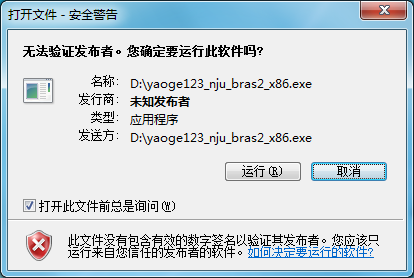 打开文件 - 安全警告
无法验证发布者。您确定要运行此软件吗?
名称: D:\yaoge123_nju_bras2_x86.exe
发行商: 未知发布者
类型: 应用程序
发送方: D:\yaoge123_nju_bras2_x86.exe
运行(R) 取消
打开此文件前总是询问(W)
此文件没有包含有效的数字签名以验证其发布者。您应该只
运行来自您信任的发布者的软件。如何决定要运行的软件?